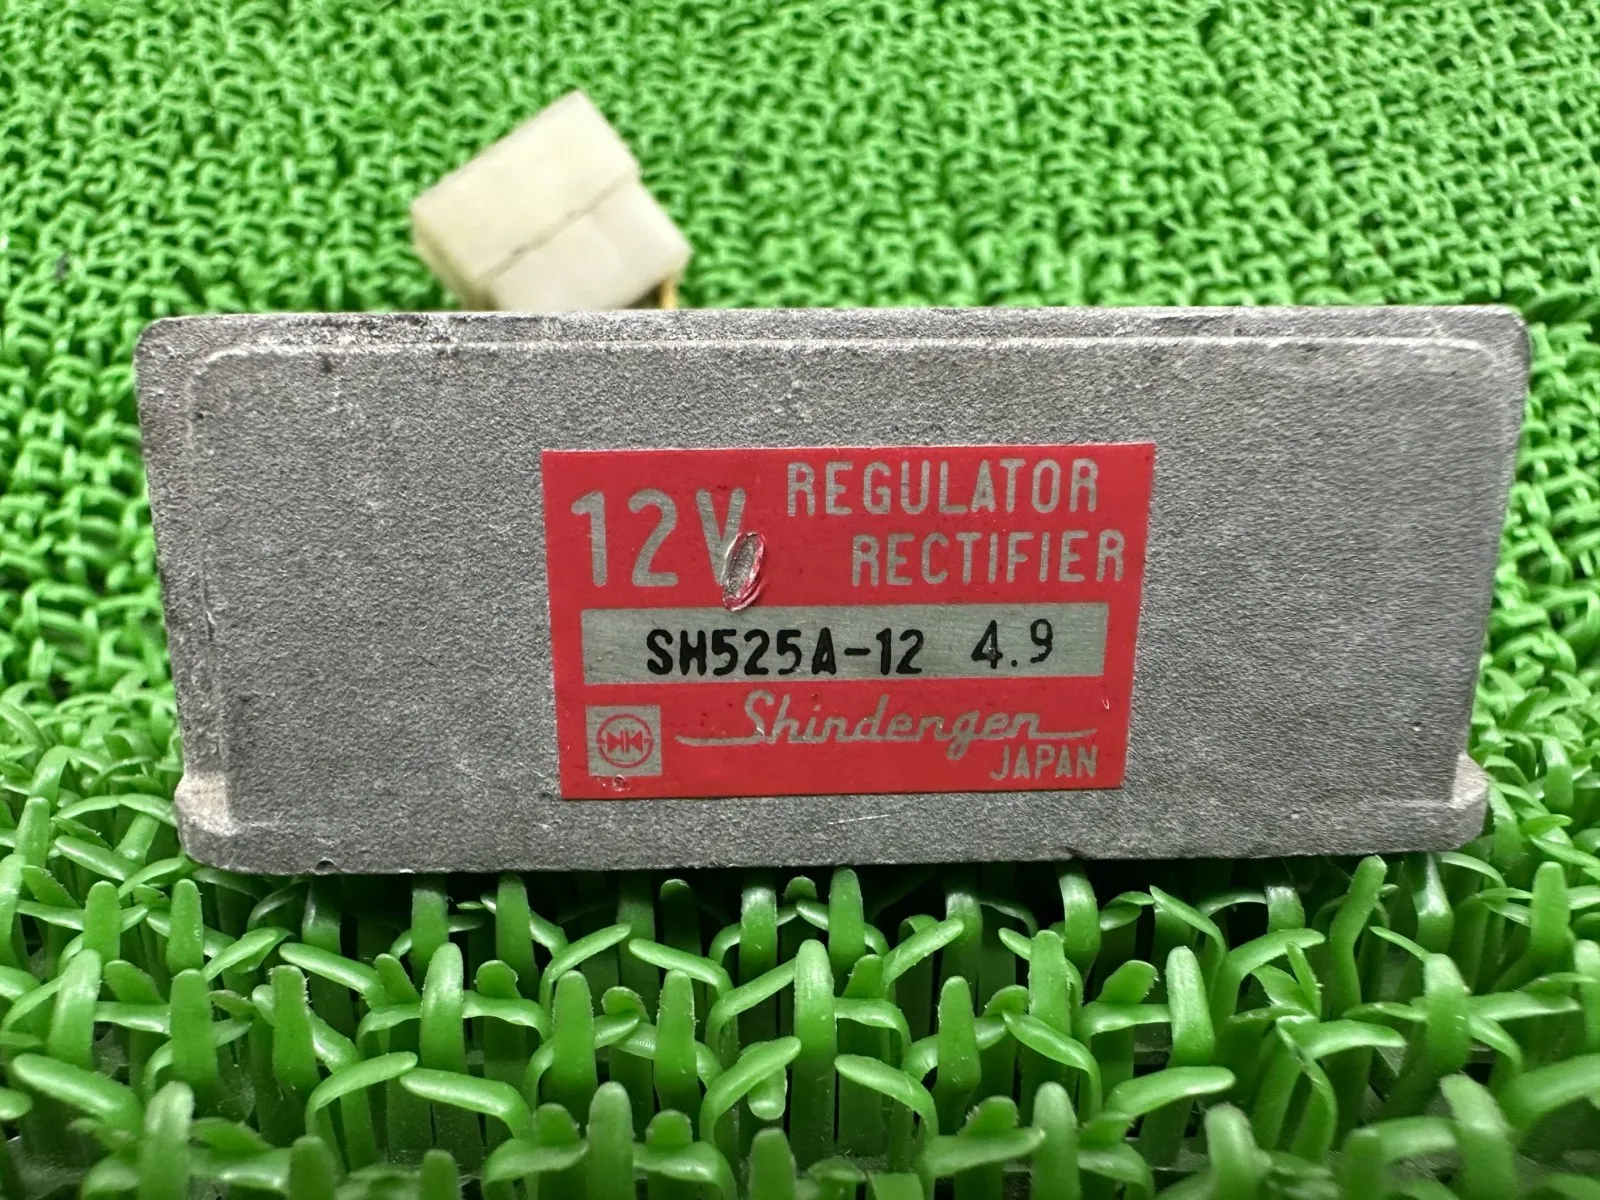 12V REGULATOR
RECTIFIER
SH525A-12 4.9
Shindengen
JAPAN